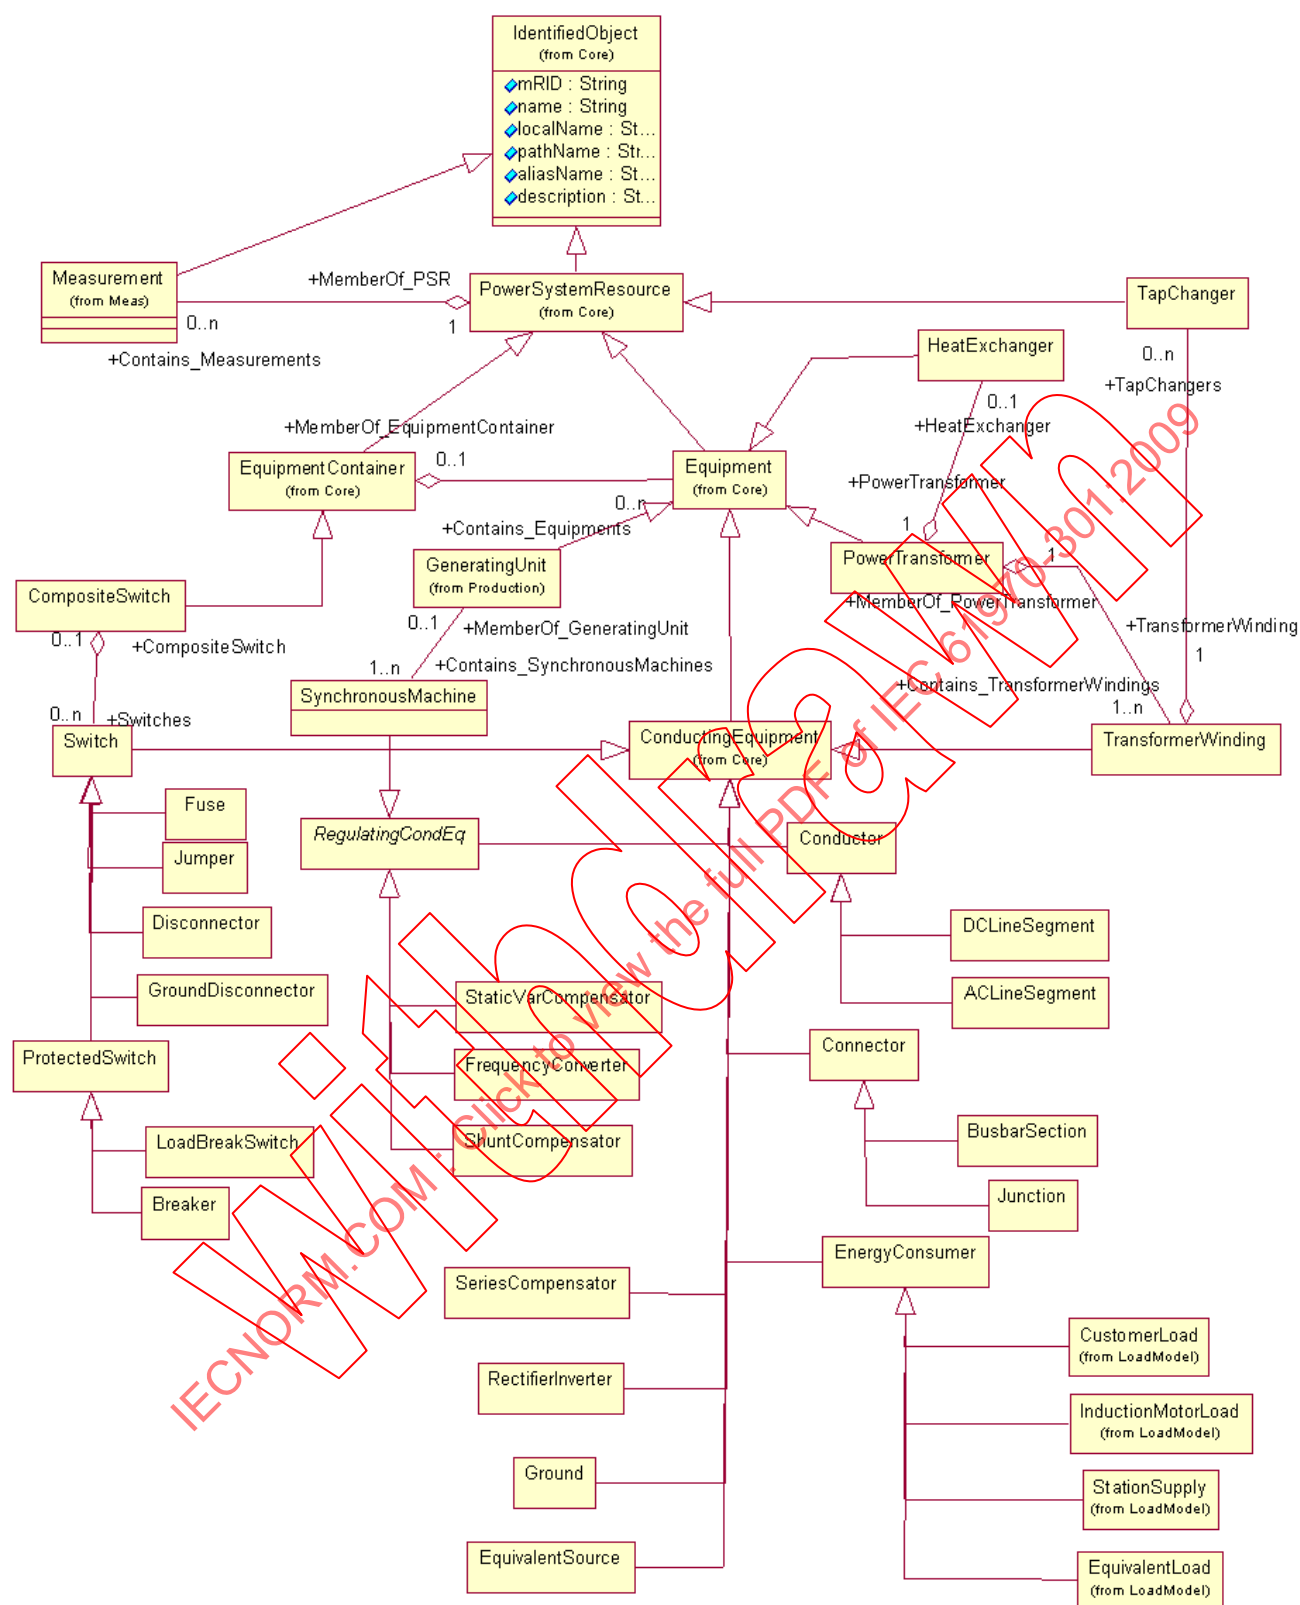 IdentifiedObject
(from Core)
mRID : String
name : String
localName : St...
pathName : Str...
aliasName : St...
description : St...
Measurement
(from Meas)
+MemberOf_PSR
0..n
1
+Contains_Measurements
PowerSystemResource
(from Core)
TapChanger
0..n
+TapChangers
HeatExchanger
0..1
+HeatExchanger
+MemberOf_EquipmentContainer
0..1
EquipmentContainer
(from Core)
Equipment
(from Core)
0..n
+Contains_Equipments
+PowerTransformer
1
PowerTransformer
1
+MemberOf_PowerTransformer
GeneratingUnit
(from Production)
0..1
+MemberOf_GeneratingUnit
CompositeSwitch
0..1
+CompositeSwitch
1..n
+Contains_SynchronousMachines
+TransformerWinding
1
+Contains_TransformerWindings
1..n
SynchronousMachine
0..n
+Switches
Switch
ConductingEquipment
(from Core)
TransformerWinding
Fuse
Jumper
Disconnector
GroundDisconnector
ProtectedSwitch
LoadBreakSwitch
Breaker
RegulatingCondEq
StaticVarCompensator
FrequencyConverter
ShuntCompensator
Conductor
DCLineSegment
ACLineSegment
Connector
BusbarSection
Junction
EnergyConsumer
SeriesCompensator
RectifierInverter
Ground
EquivalentSource
CustomerLoad
(from LoadModel)
InductionMotorLoad
(from LoadModel)
StationSupply
(from LoadModel)
EquivalentLoad
(from LoadModel)
Withdrawn
IECNORM.COM : Click to view the full PDF of IEC 61970-301:2009